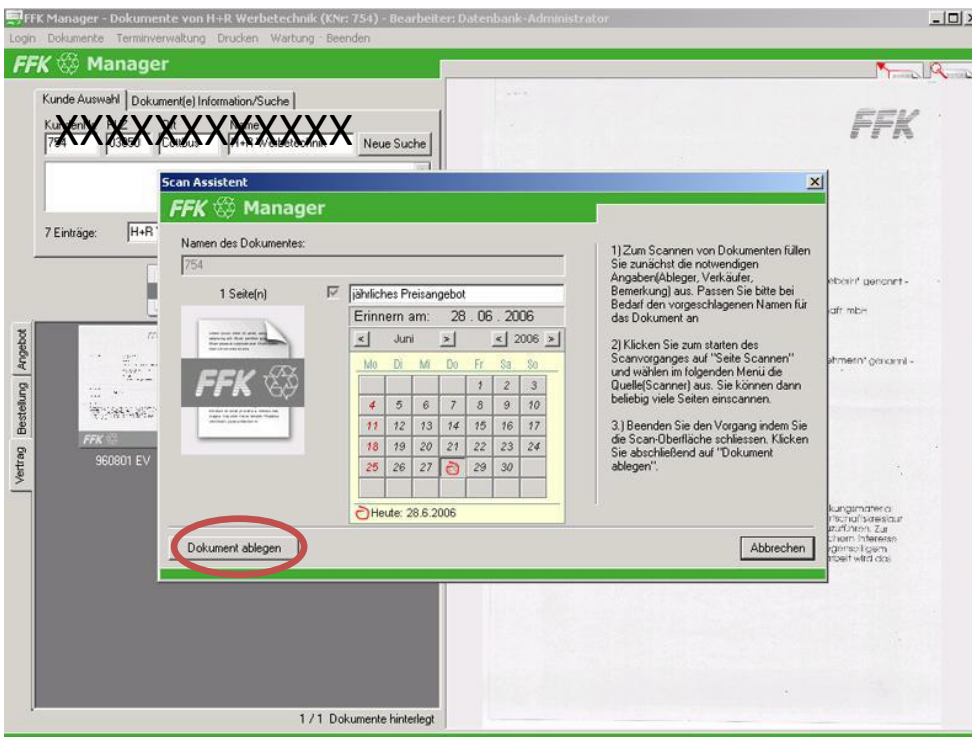 FFK Manager - Dokumente von H+R Werbetechnik (KNr: 754) - Bearbeiter: Datenbank-Administrator
Login Dokumente Terminverwaltung Drucken Wartung - Beenden
FFK Manager
Kunde Auswahl
Dokument(e) Information/Suche
XXXXXXXXXXXXX
Neue Suche
7 Einträge:
H+R
FFK
Scan Assistent
FFK Manager
Namen des Dokumentes:
754
1 Seite(n)
jährliches Preisangebot
Erinnern am: 28 . 06 . 2006
< Juni > < 2006 >
Mo Di Mi Do Fr Sa So
1 2 3
4 5 6 7 8 9 10
11 12 13 14 15 16 17
18 19 20 21 22 23 24
25 26 27 29 30
Heute: 28.6.2006
FFK
1) Zum Scannen von Dokumenten füllen
Sie zunächst die notwendigen
Angaben(Ableger, Verkäufer,
Bemerkung) aus. Passen Sie bitte bei
Bedarf den vorgeschlagenen Namen für
das Dokument an
2) Klicken Sie zum starten des
Scanvorganges auf "Seite Scannen"
und wählen im folgenden Menü die
Quelle(Scanner) aus. Sie können dann
beliebig viele Seiten einscannen.
3.) Beenden Sie den Vorgang indem Sie
die Scan-Oberfläche schliessen. Klicken
Sie abschließend auf "Dokument
ablegen".
Dokument ablegen
Abbrechen
Angebot
Bestellung
Vertrag
FFK
960801 EV
1 / 1 Dokumente hinterlegt